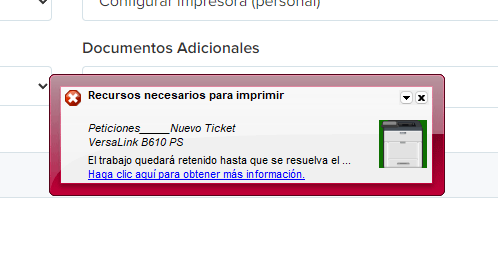 Configurar impresora (personal)
Documentos Adicionales
Recursos necesarios para imprimir
Peticiones_____Nuevo Ticket
VersaLink B610 PS
El trabajo quedará retenido hasta que se resuelva el ...
Haga clic aquí para obtener más información.